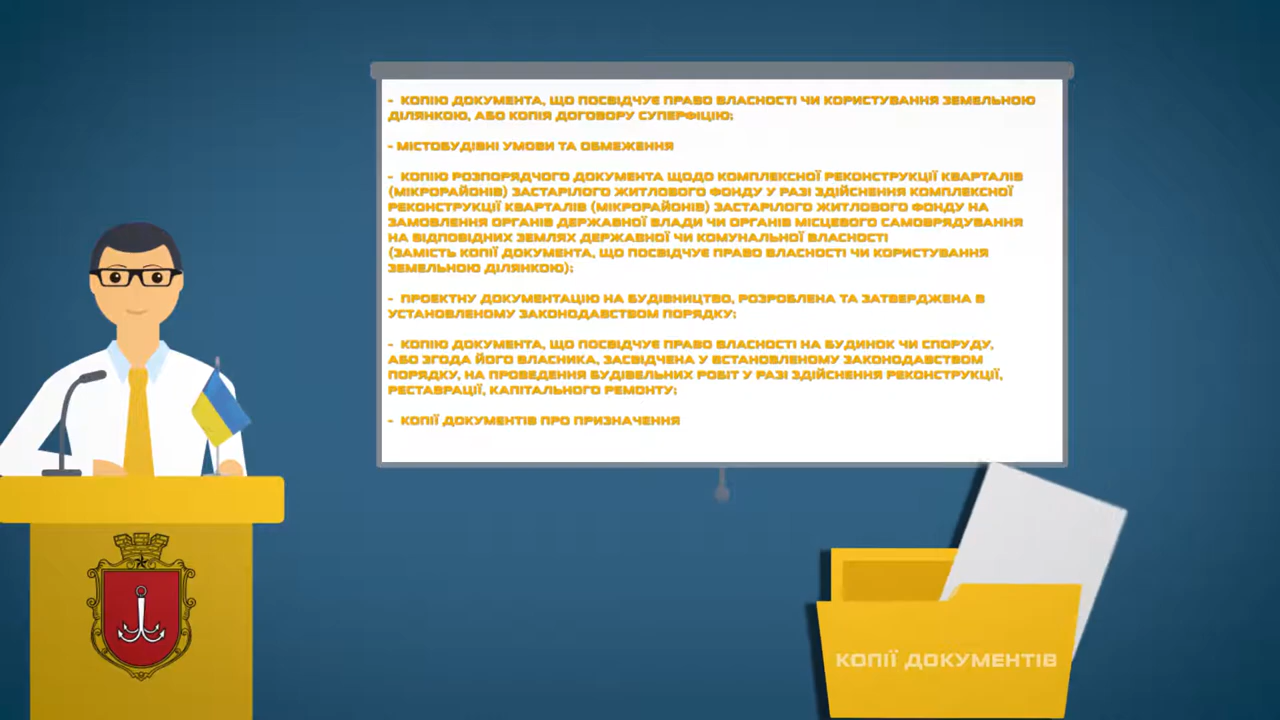 - КОПІЮ ДОКУМЕНТА, ЩО ПОСВІДЧУЄ ПРАВО ВЛАСНОСТІ ЧИ КОРИСТУВАННЯ ЗЕМЕЛЬНОЮ
ДІЛЯНКОЮ, АБО КОПІЯ ДОГОВОРУ СУПЕРФІЦІЮ;
- МІСТОБУДІВНІ УМОВИ ТА ОБМЕЖЕННЯ
- КОПІЮ РОЗПОРЯДЧОГО ДОКУМЕНТА ЩОДО КОМПЛЕКСНОЇ РЕКОНСТРУКЦІЇ КВАРТАЛІВ
(МІКРОРАЙОНІВ) ЗАСТАРІЛОГО ЖИТЛОВОГО ФОНДУ У РАЗІ ЗДІЙСНЕННЯ КОМПЛЕКСНОЇ
РЕКОНСТРУКЦІЇ КВАРТАЛІВ (МІКРОРАЙОНІВ) ЗАСТАРІЛОГО ЖИТЛОВОГО ФОНДУ НА
ЗАМОВЛЕННЯ ОРГАНІВ ДЕРЖАВНОЇ ВЛАДИ ЧИ ОРГАНІВ МІСЦЕВОГО САМОВРЯДУВАННЯ
НА ВІДПОВІДНИХ ЗЕМЛЯХ ДЕРЖАВНОЇ ЧИ КОМУНАЛЬНОЇ ВЛАСНОСТІ
(ЗАМІСТЬ КОПІЇ ДОКУМЕНТА, ЩО ПОСВІДЧУЄ ПРАВО ВЛАСНОСТІ ЧИ КОРИСТУВАННЯ
ЗЕМЕЛЬНОЮ ДІЛЯНКОЮ);
- ПРОЕКТНУ ДОКУМЕНТАЦІЮ НА БУДІВНИЦТВО, РОЗРОБЛЕНА ТА ЗАТВЕРДЖЕНА В
УСТАНОВЛЕНОМУ ЗАКОНОДАВСТВОМ ПОРЯДКУ;
- КОПІЮ ДОКУМЕНТА, ЩО ПОСВІДЧУЄ ПРАВО ВЛАСНОСТІ НА БУДИНОК ЧИ СПОРУДУ,
АБО ЗГОДА ЙОГО ВЛАСНИКА, ЗАСВІДЧЕНА У ВСТАНОВЛЕНОМУ ЗАКОНОДАВСТВОМ
ПОРЯДКУ, НА ПРОВЕДЕННЯ БУДІВЕЛЬНИХ РОБІТ У РАЗІ ЗДІЙСНЕННЯ РЕКОНСТРУКЦІЇ,
РЕСТАВРАЦІЇ, КАПІТАЛЬНОГО РЕМОНТУ;
- КОПІЇ ДОКУМЕНТІВ ПРО ПРИЗНАЧЕННЯ
КОПІЇ ДОКУМЕНТІВ